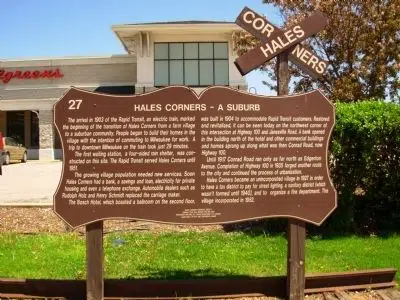 COR
HALES
NERS
Walgreens
27
HALES CORNERS - A SUBURB
The arrival in 1903 of the Rapid Transit, an electric train, marked
the beginning of the transition of Hales Corners from a farm village
to a suburban community. People began to build their homes in the
village with the intention of commuting to Milwaukee for work. A
trip to downtown Milwaukee on the train took just 29 minutes.
The first waiting station, a four-sided iron shelter, was con-
structed on this site. The Rapid Transit served Hales Corners until
1951.
The growing village population needed new services. Soon
Hales Corners had a bank, a savings and loan, electricity for private
housing and even a telephone exchange. Automobile dealers such as
Rudolph Holz and Henry Schmidt replaced the carriage maker.
The Bosch Hotel, which boasted a ballroom on the second floor,
was built in 1904 to accommodate Rapid Transit customers. Restored
and revitalized, it can be seen today on the northwest corner of
this intersection at Highway 100 and Janesville Road. A bank opened
in the building north of the hotel and other commercial buildings
and homes sprang up along what was then Conrad Road, now
Highway 100.
Until 1917 Conrad Road ran only as far north as Edgerton
Avenue. Completion of Highway 100 in 1925 forged another route
to the city and continued the process of urbanization.
Hales Corners became an unincorporated village in 1927 in order
to have a tax district to pay for street lighting, a sanitary district (which
wasn't formed until 1940), and to organize a fire department. The
village incorporated in 1952.